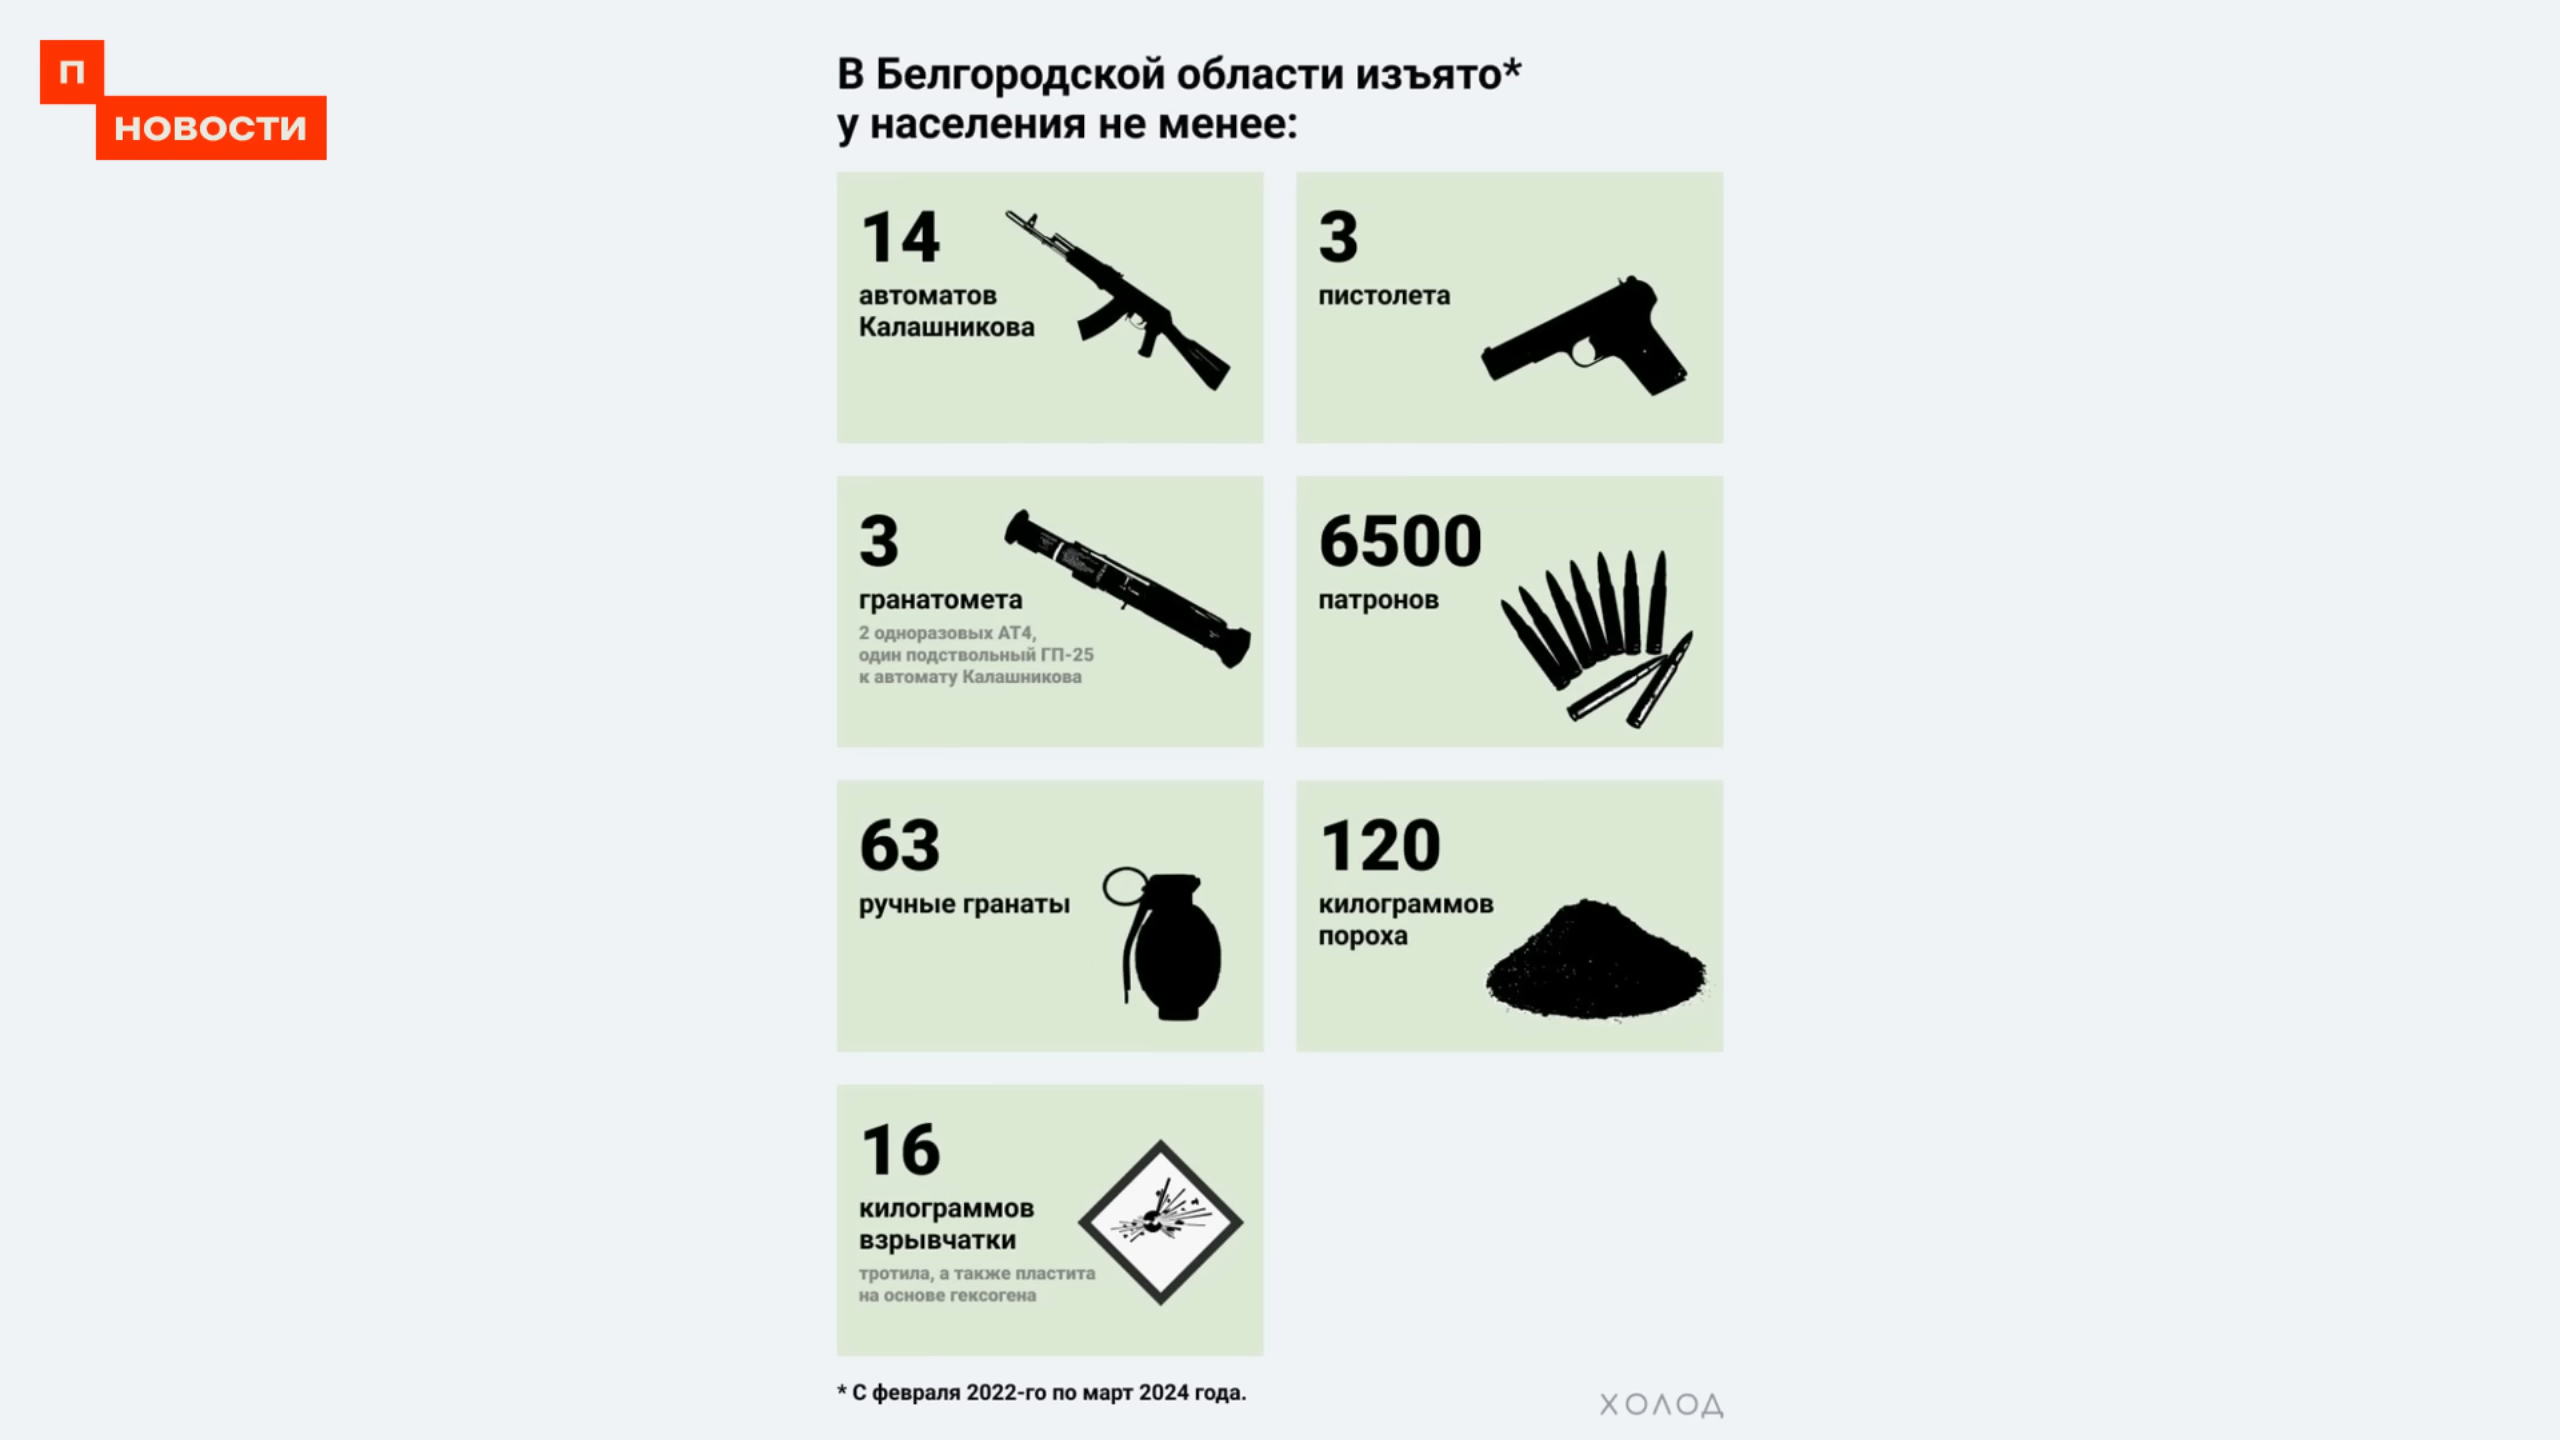 П
НОВОСТИ
В Белгородской области изъято*
у населения не менее:
14
автоматов
Калашникова
3
пистолета
3
гранатомета
2 одноразовых АТ4,
один подствольный ГП-25
к автомату Калашникова
6500
патронов
63
ручные гранаты
120
килограммов
пороха
16
килограммов
взрывчатки
тротила, а также пластита
на основе гексогена
* С февраля 2022-го по март 2024 года.
ХОЛОД